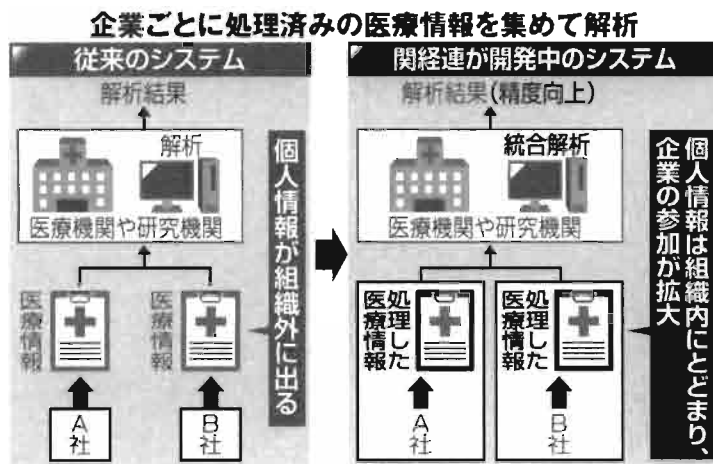 企業ごとに処理済みの医療情報を集めて解析
従来のシステム
解析結果
解析
医療機関や研究機関
医療情報
医療情報
A社
B社
個人情報が組織外に出る
関経連が開発中のシステム
解析結果(精度向上)
統合解析
医療機関や研究機関
処理した
医療情報
処理した
医療情報
A社
B社
個人情報は組織内にとどまり、
企業の参加が拡大